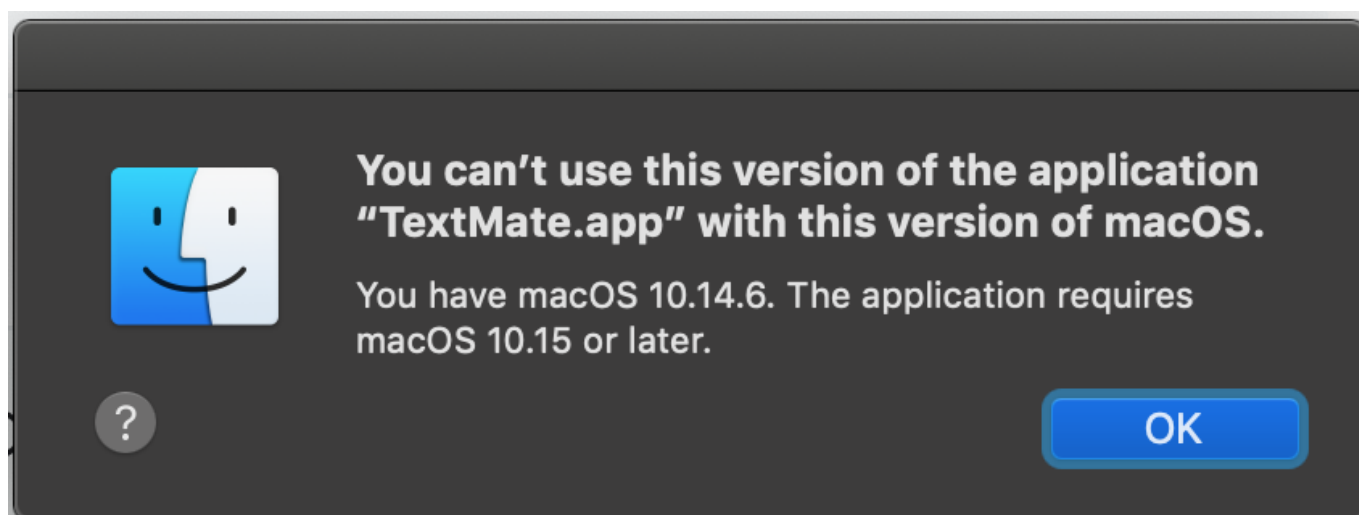 You can’t use this version of the application
“TextMate.app” with this version of macOS.
You have macOS 10.14.6. The application requires
macOS 10.15 or later.
?
OK